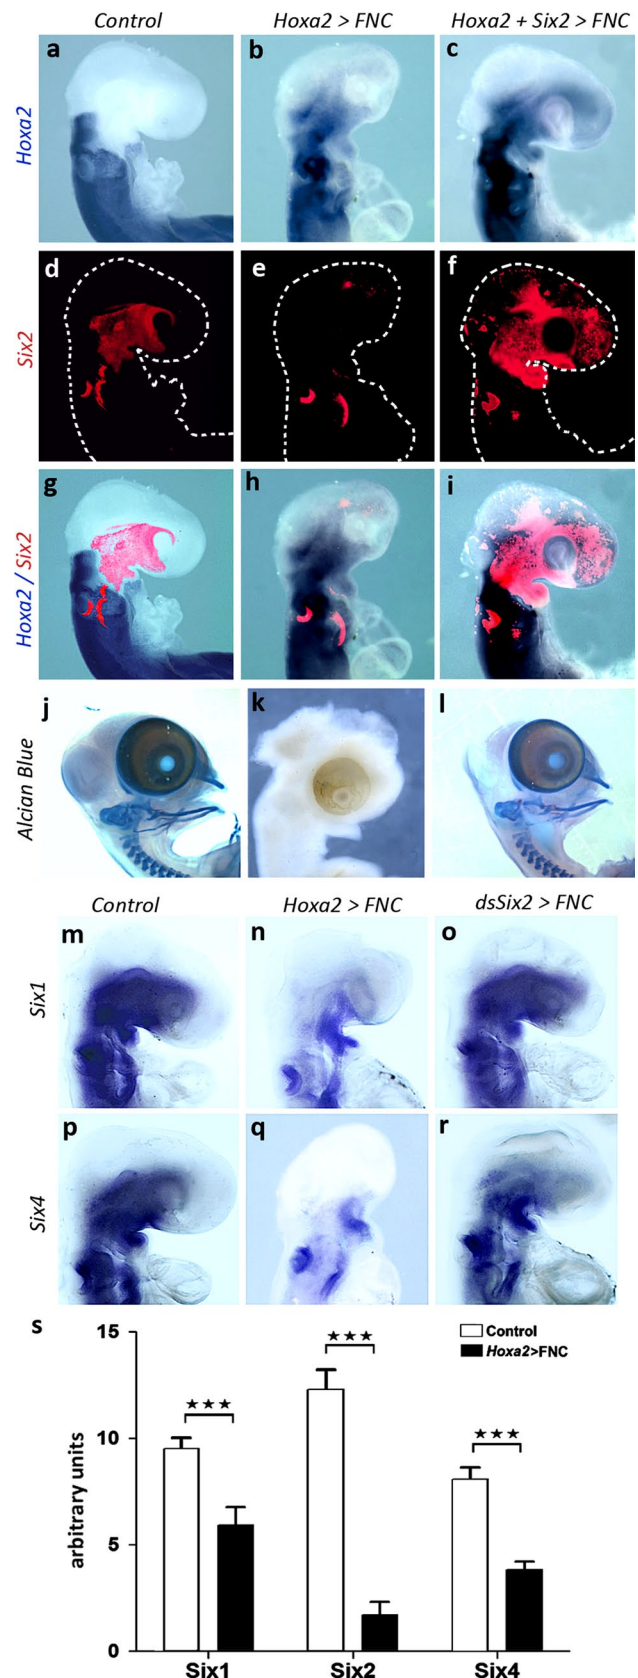 Control Hoxa2 > FNC Hoxa2 + Six2 > FNC
a b c
Hoxa2
d e f
Six2
g h i
Hoxa2 / Six2
j k l
Alcian Blue
Control Hoxa2 > FNC dsSix2 > FNC
m n o
Six1
p q r
Six4
s
15
10
5
0
arbitrary units
★★★
★★★
★★★
Control
Hoxa2>FNC
Six1 Six2 Six4